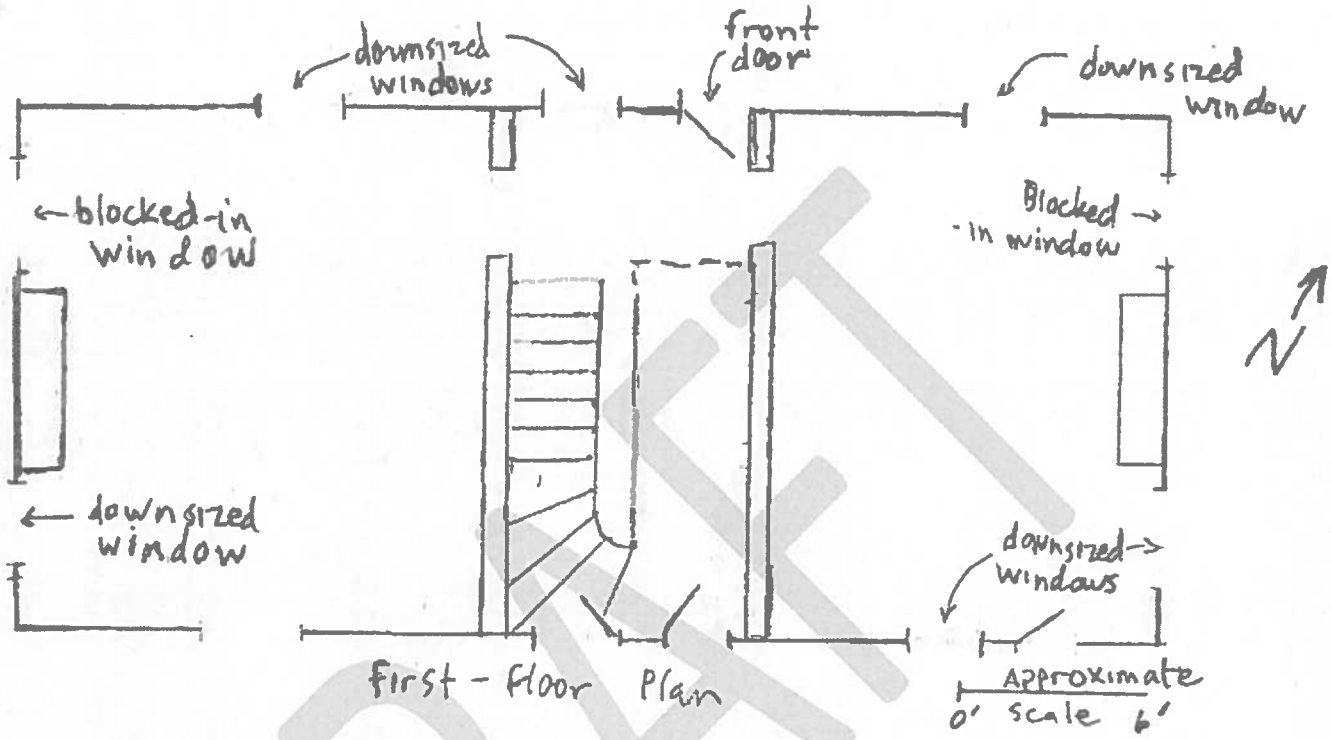 downsized
windows
front
door
downsized
window
←blocked-in
window
Blocked →
-in window
N
← downsized
window
downsized→
windows
First-Floor Plan
Approximate
0' scale 6'
DRAFT